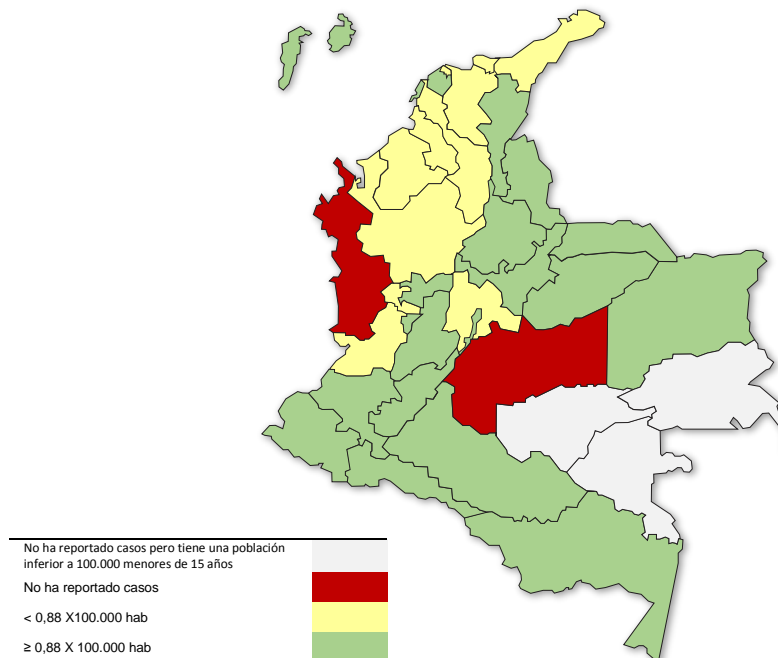 No ha reportado casos pero tiene una población
inferior a 100.000 menores de 15 años
No ha reportado casos
< 0,88 X100.000 hab
≥ 0,88 X 100.000 hab